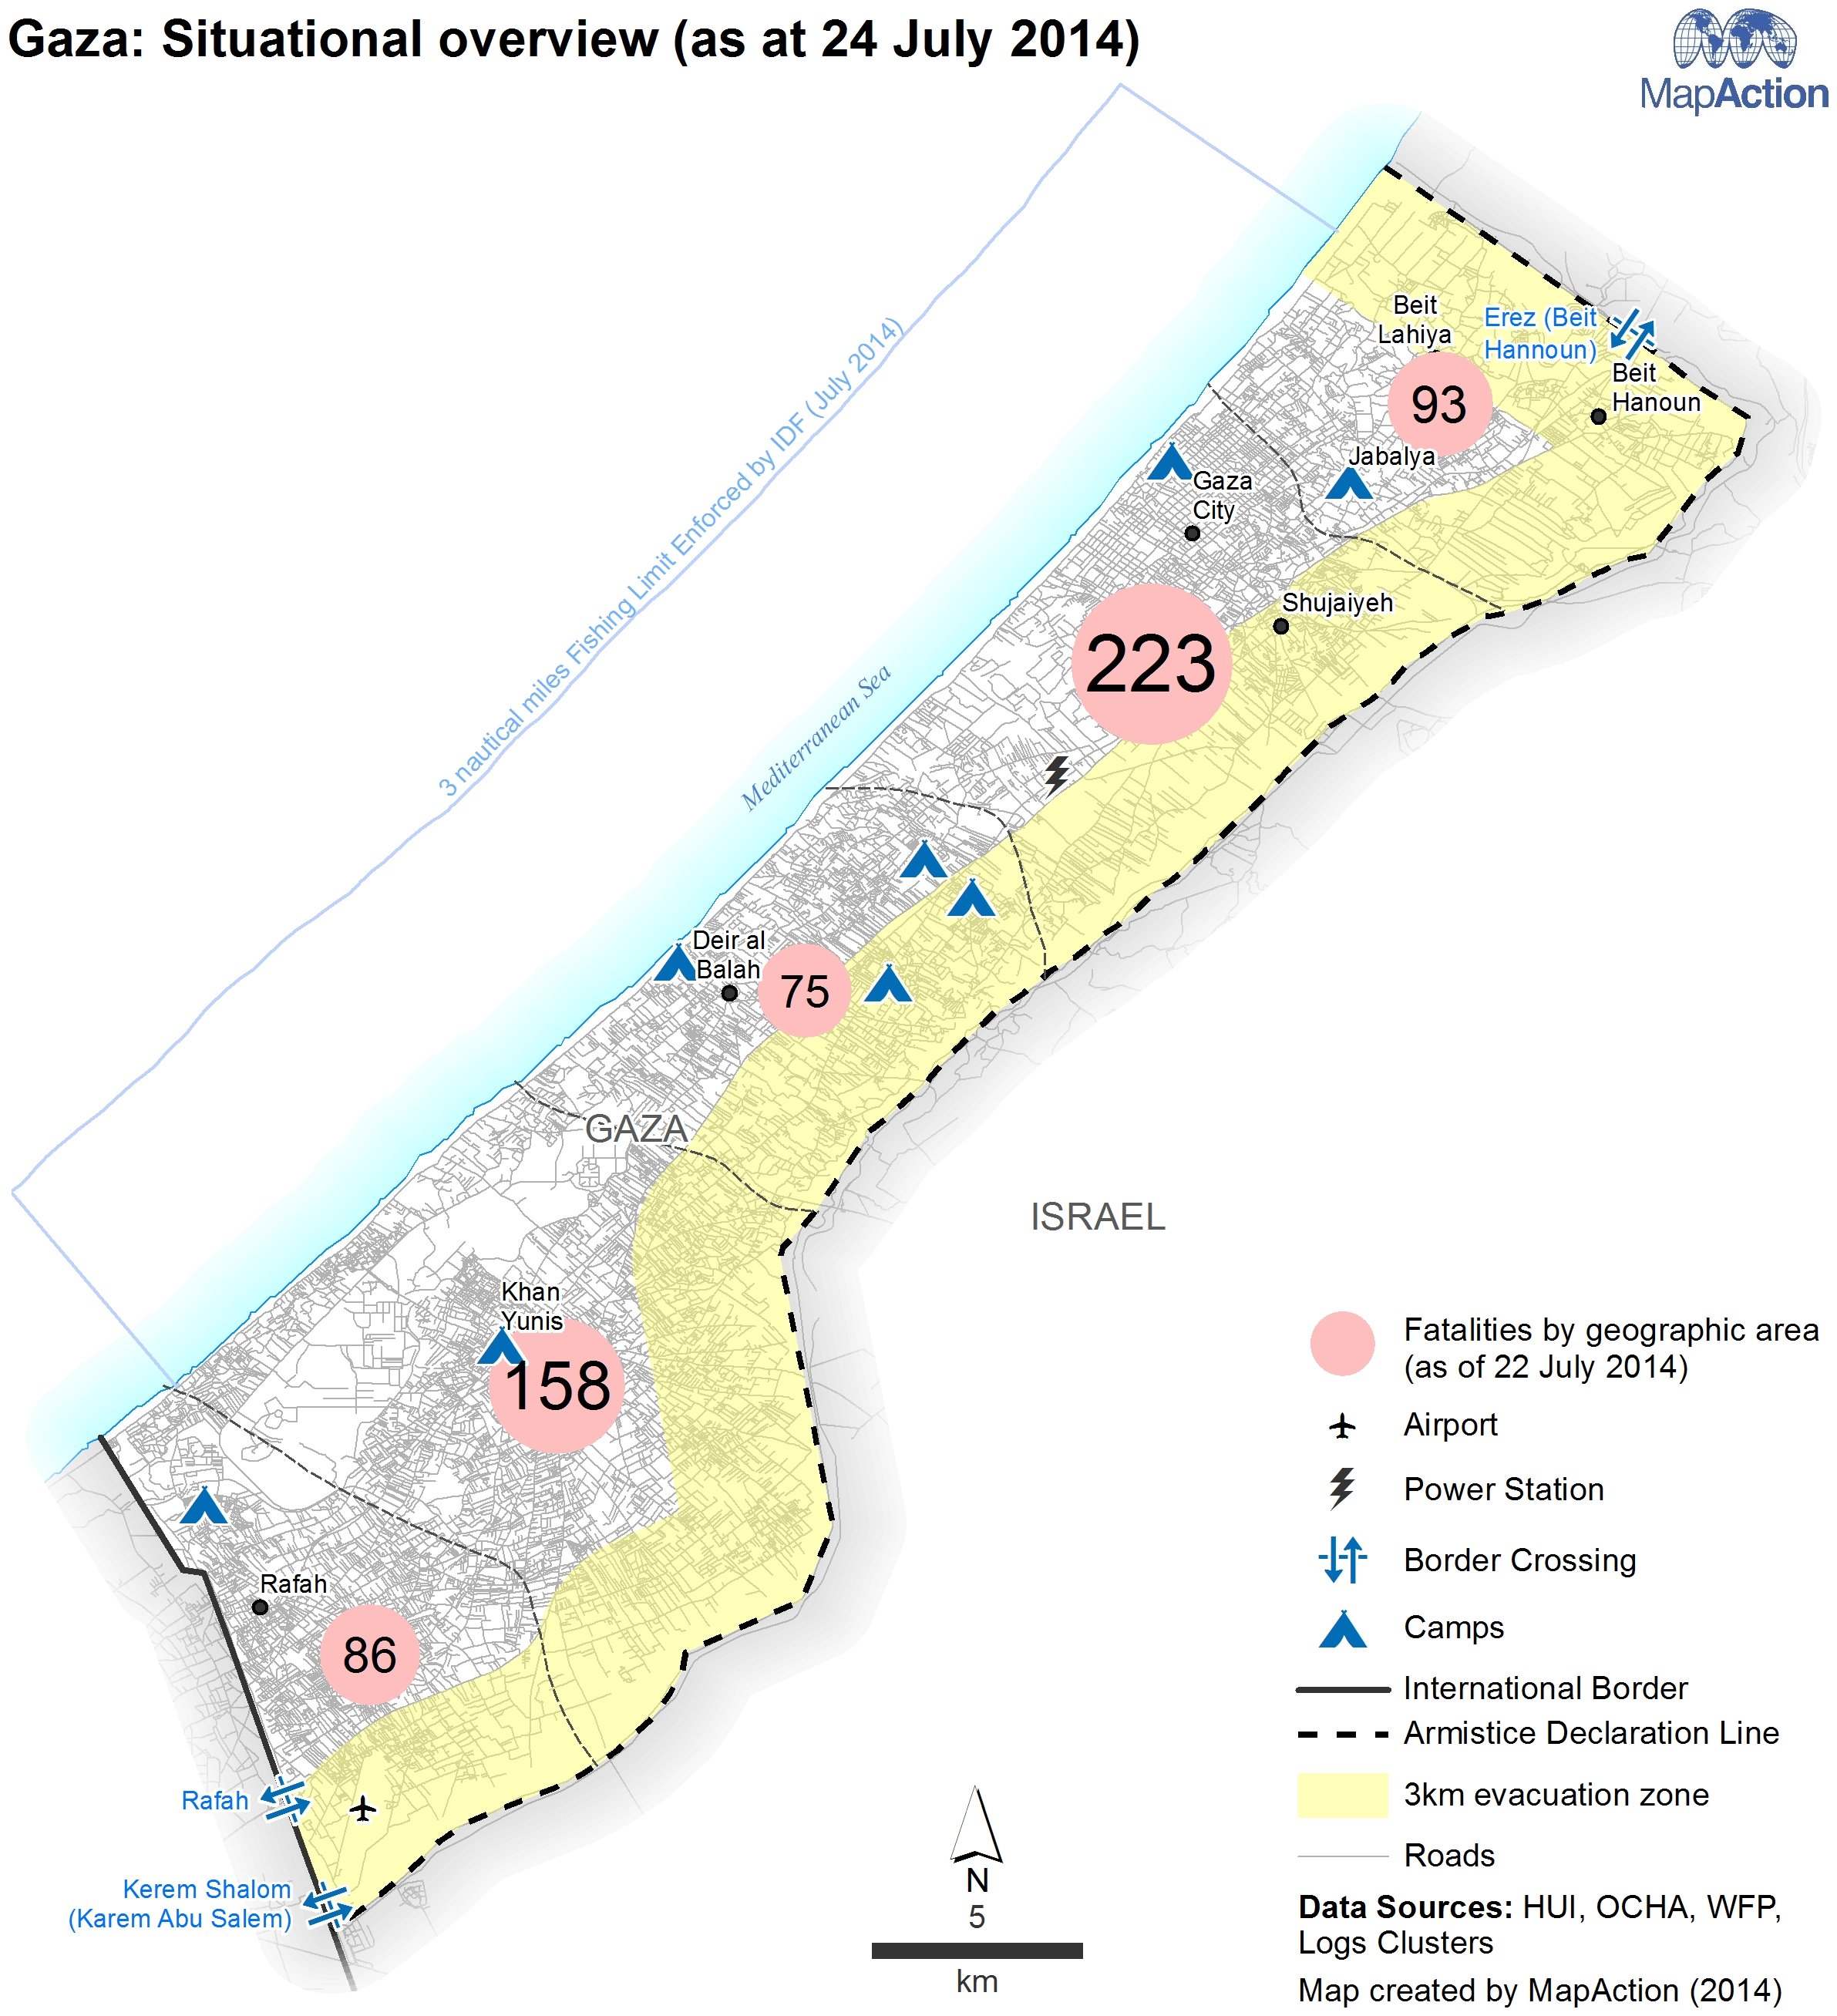 Gaza: Situational overview (as at 24 July 2014)
MapAction
3 nautical miles Fishing Limit Enforced by IDF (July 2014)
Mediterranean Sea
Beit
Lahiya
Erez (Beit
Hannoun)
Beit
Hanoun
93
Jabalya
Gaza
City
Shujaiyeh
223
Deir al
Balah
75
GAZA
ISRAEL
Khan
Yunis
158
Rafah
86
Rafah
Kerem Shalom
(Karem Abu Salem)
N
5
km
Fatalities by geographic area
(as of 22 July 2014)
Airport
Power Station
Border Crossing
Camps
International Border
Armistice Declaration Line
3km evacuation zone
Roads
Data Sources: HUI, OCHA, WFP,
Logs Clusters
Map created by MapAction (2014)